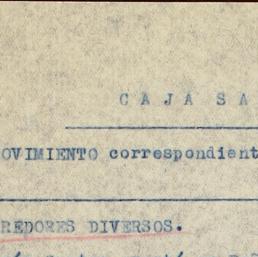 C A J A S A
OVIMIENTO correspondient
REDORES DIVERSOS.